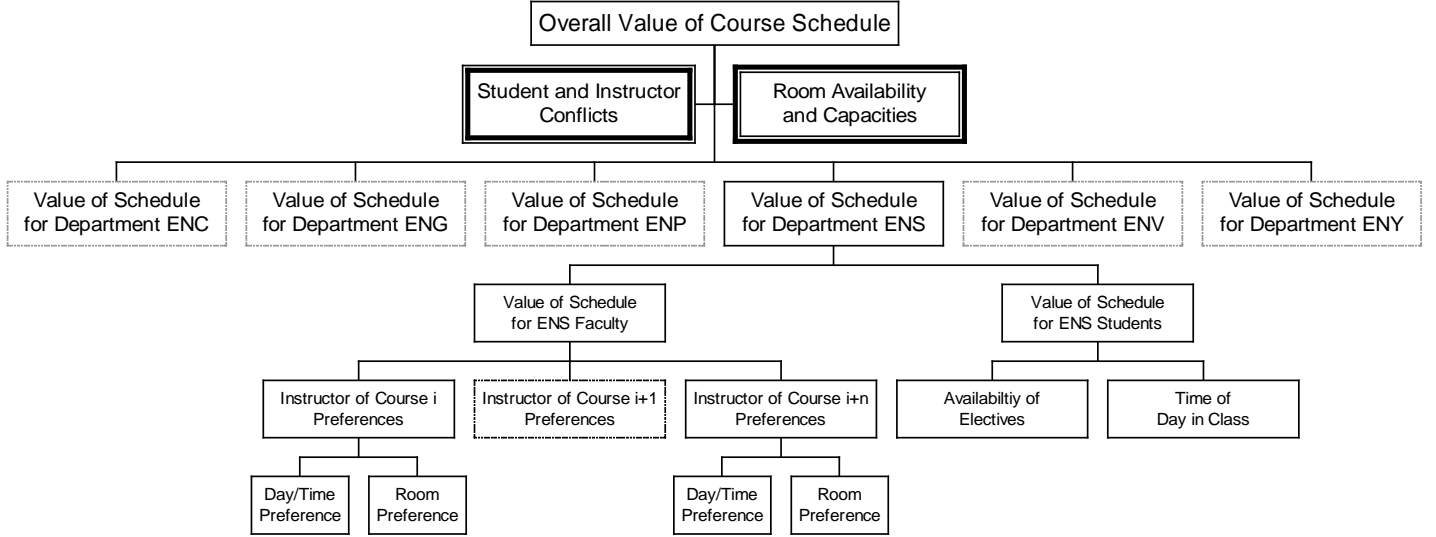 Overall Value of Course Schedule
Student and Instructor
Conflicts
Room Availability
and Capacities
Value of Schedule
for Department ENC
Value of Schedule
for Department ENG
Value of Schedule
for Department ENP
Value of Schedule
for Department ENS
Value of Schedule
for Department ENV
Value of Schedule
for Department ENY
Value of Schedule
for ENS Faculty
Value of Schedule
for ENS Students
Instructor of Course i
Preferences
Instructor of Course i+1
Preferences
Instructor of Course i+n
Preferences
Availabiltiy of
Electives
Time of
Day in Class
Day/Time
Preference
Room
Preference
Day/Time
Preference
Room
Preference